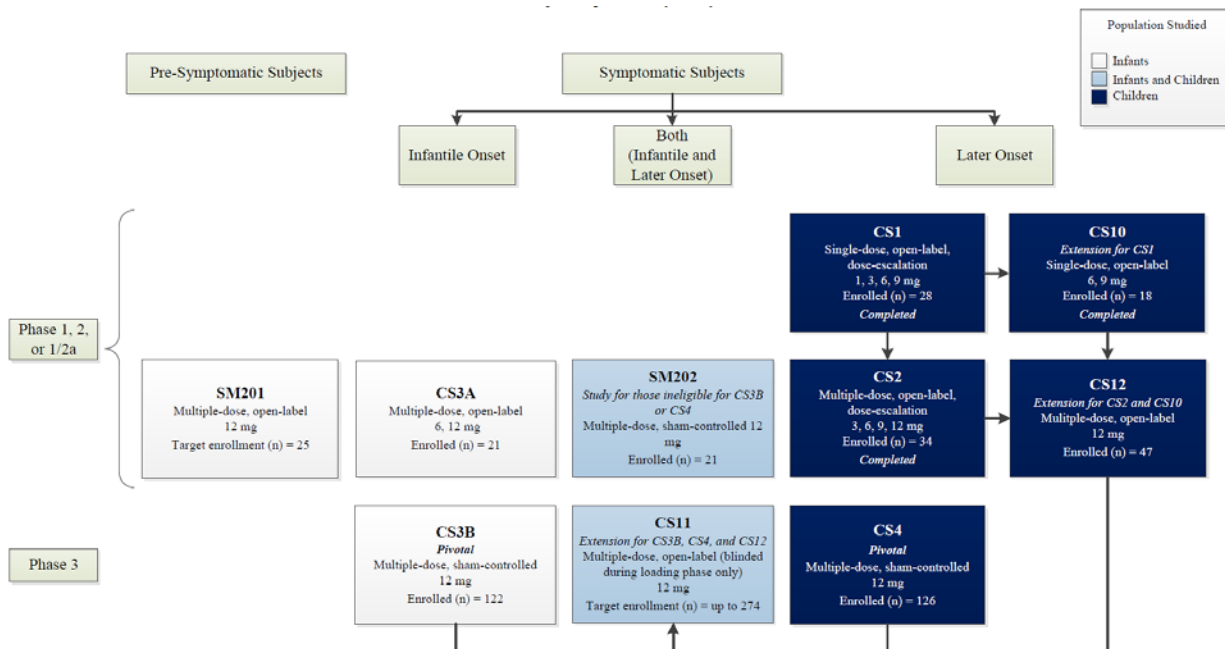 Population Studied
Infants
Infants and Children
Children
Pre-Symptomatic Subjects
Symptomatic Subjects
Infantile Onset
Both
(Infantile and
Later Onset)
Later Onset
Phase 1, 2,
or 1/2a
CS1
Single-dose, open-label,
dose-escalation
1, 3, 6, 9 mg
Enrolled (n) = 28
Completed
CS10
Extension for CS1
Single-dose, open-label
6, 9 mg
Enrolled (n) = 18
Completed
SM201
Multiple-dose, open-label
12 mg
Target enrollment (n) = 25
CS3A
Multiple-dose, open-label
6, 12 mg
Enrolled (n) = 21
SM202
Study for those ineligible for CS3B
or CS4
Multiple-dose, sham-controlled 12
mg
Enrolled (n) = 21
CS2
Multiple-dose, open-label,
dose-escalation
3, 6, 9, 12 mg
Enrolled (n) = 34
Completed
CS12
Extension for CS2 and CS10
Mulitple-dose, open-label
12 mg
Enrolled (n) = 47
Phase 3
CS3B
Pivotal
Multiple-dose, sham-controlled
12 mg
Enrolled (n) = 122
CS11
Extension for CS3B, CS4, and CS12
Multiple-dose, open-label (blinded
during loading phase only)
12 mg
Target enrollment (n) = up to 274
CS4
Pivotal
Multiple-dose, sham-controlled
12 mg
Enrolled (n) = 126